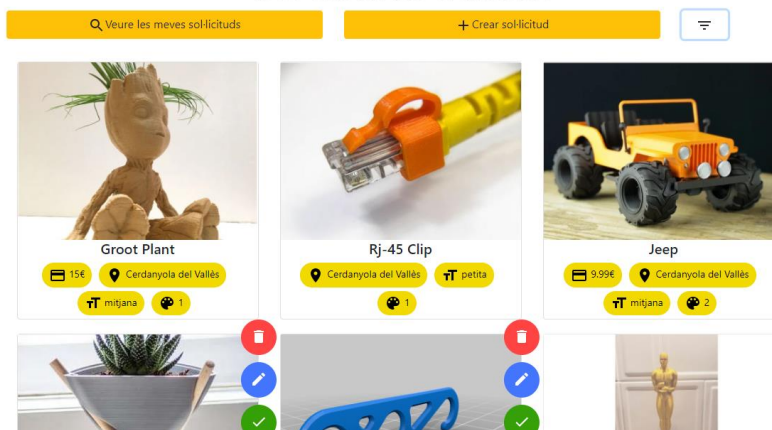 Veure les meves sol·licituds
Crear sol·licitud
Groot Plant
15€ Cerdanyola del Vallès
mitjana 1
Rj-45 Clip
Cerdanyola del Vallès petita
1
Jeep
9.99€ Cerdanyola del Vallès
mitjana 2